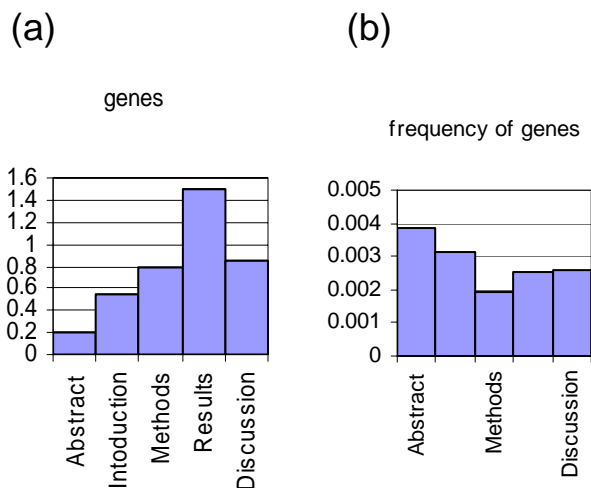 (a)
genes
1.6
1.4
1.2
1
0.8
0.6
0.4
0.2
0
Abstract
Intoduction
Methods
Results
Discussion
(b)
frequency of genes
0.005
0.004
0.003
0.002
0.001
0
Abstract
Methods
Discussion